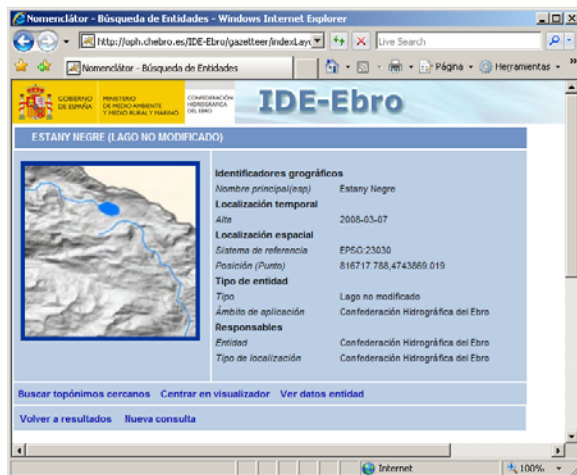 Nomenclátor - Búsqueda de Entidades - Windows Internet Explorer
http://oph.chebro.es/IDE-Ebro/gazetteer/indexLay
Live Search
Nomenclátor - Búsqueda de Entidades
Página
Herramientas
GOBIERNO DE ESPAÑA
MINISTERIO DE MEDIO AMBIENTE Y MEDIO RURAL Y MARINO
CONFEDERACIÓN HIDROGRÁFICA DEL EBRO
IDE-Ebro
ESTANY NEGRE (LAGO NO MODIFICADO)
Identificadores grográficos
Nombre principal(esp) Estany Negre
Localización temporal
Alta 2008-03-07
Localización espacial
Sistema de referencia EPSG:23030
Posición (Punto) 816717.788,4743869.019
Tipo de entidad
Tipo Lago no modificado
Ámbito de aplicación Confederación Hidrográfica del Ebro
Responsables
Entidad Confederación Hidrográfica del Ebro
Tipo de localización Confederación Hidrográfica del Ebro
Buscar topónimos cercanos Centrar en visualizador Ver datos entidad
Volver a resultados Nueva consulta
Internet 100%